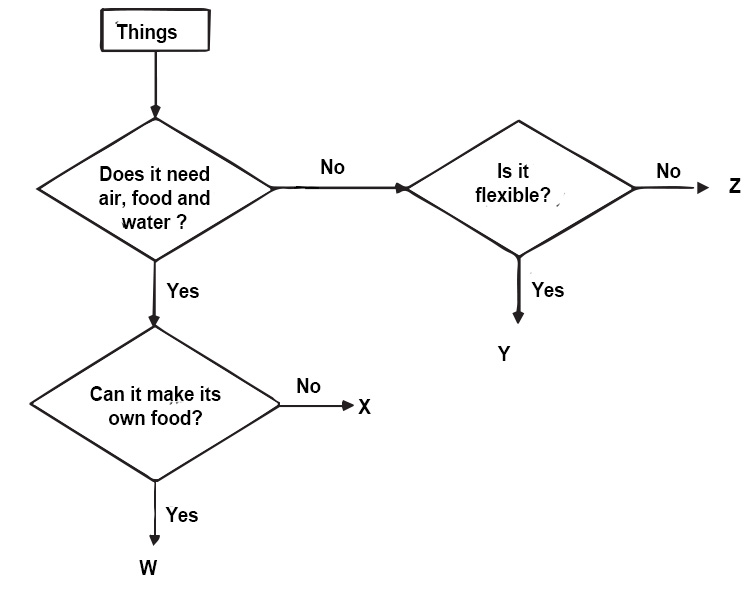 Things
Does it need
air, food and
water ?
No
Is it
flexible?
No
Z
Yes
Yes
Y
Can it make its
own food?
No
X
Yes
W